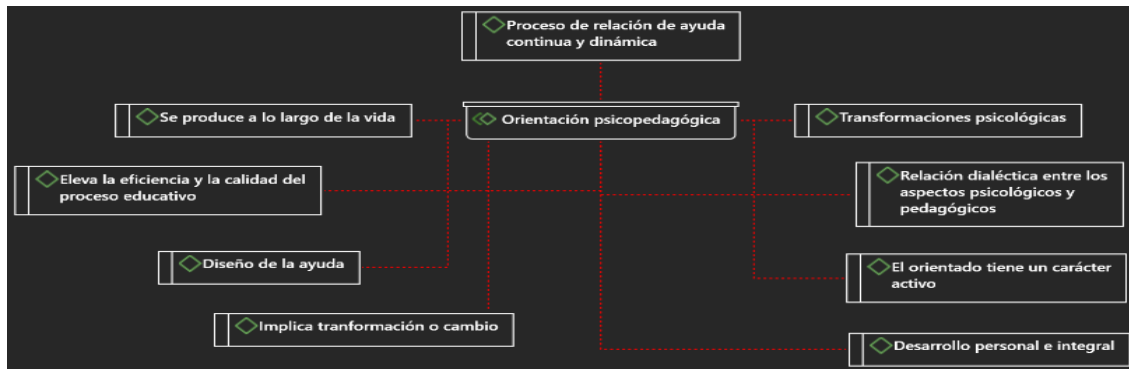 Proceso de relación de ayuda
continua y dinámica
Se produce a lo largo de la vida
Orientación psicopedagógica
Transformaciones psicológicas
Eleva la eficiencia y la calidad del
proceso educativo
Relación dialéctica entre los
aspectos psicológicos y
pedagógicos
Diseño de la ayuda
El orientado tiene un carácter
activo
Implica tranformación o cambio
Desarrollo personal e integral